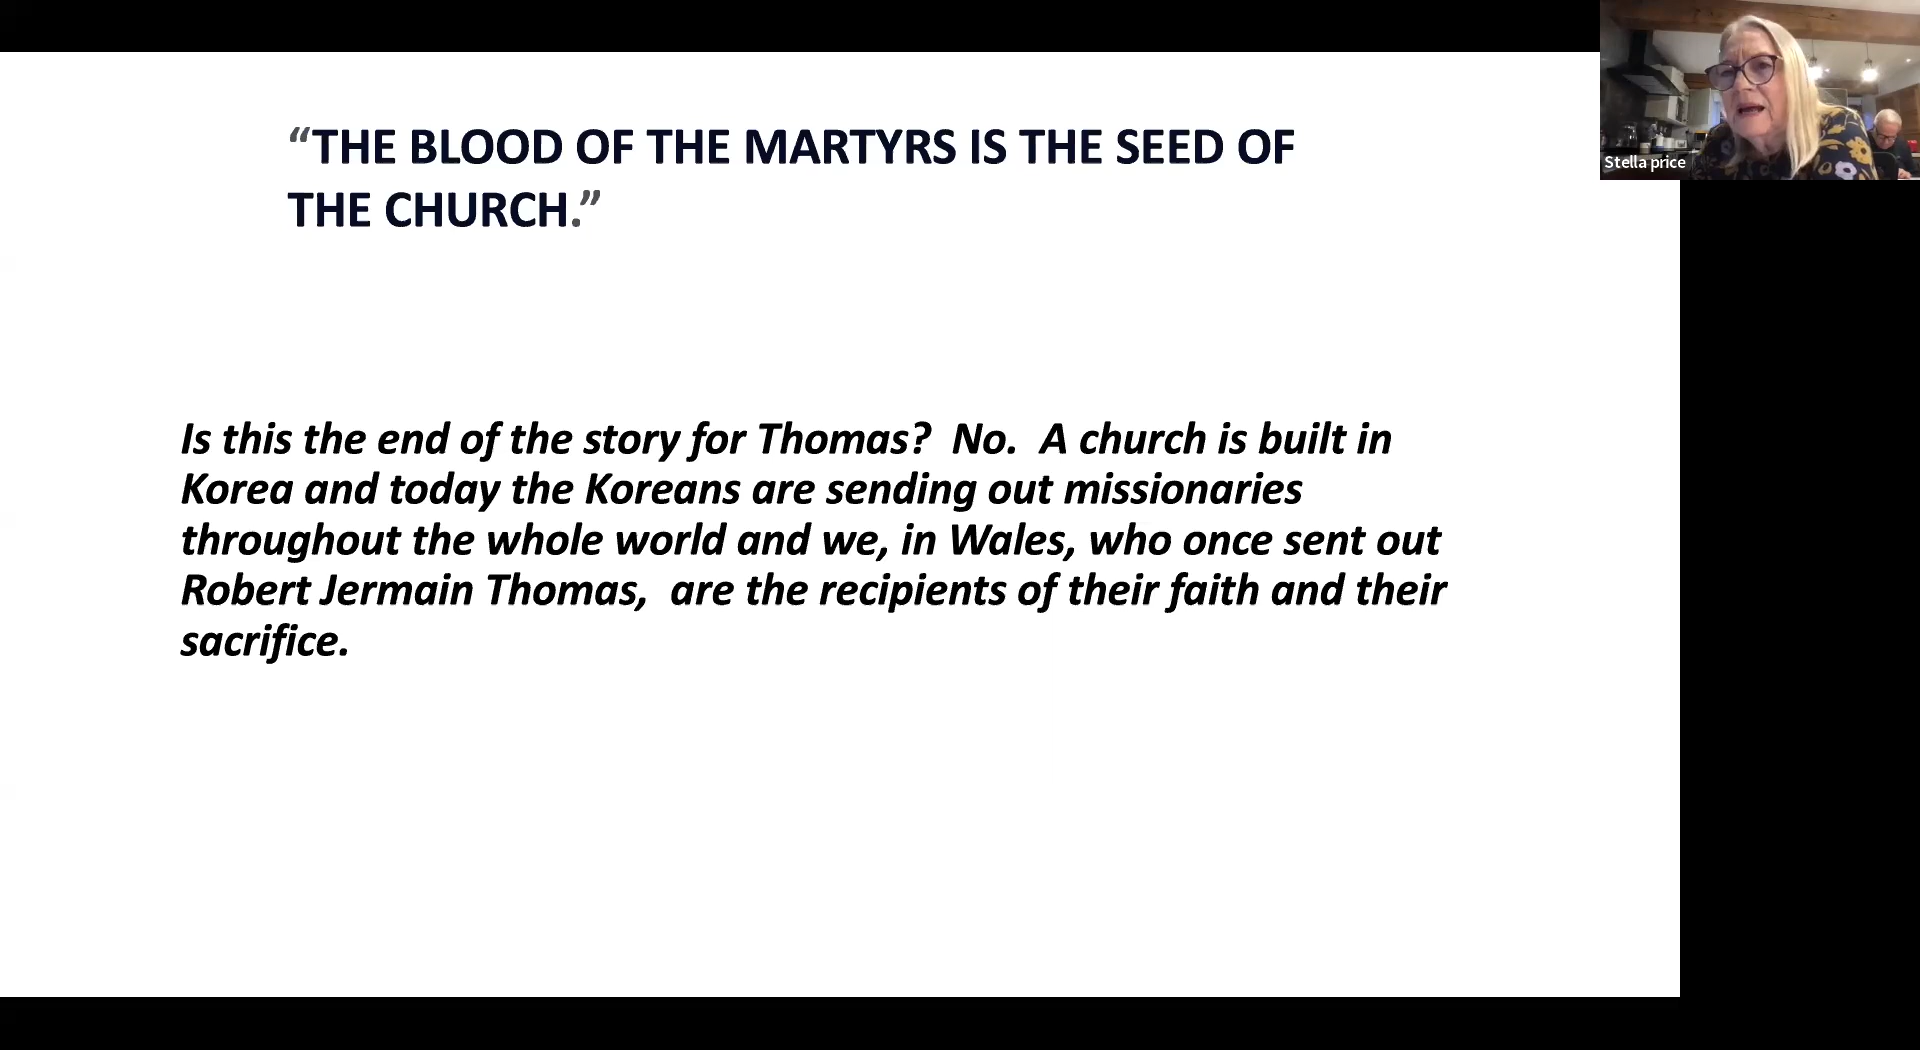 “THE BLOOD OF THE MARTYRS IS THE SEED OF
THE CHURCH.”
Is this the end of the story for Thomas?  No.  A church is built in
Korea and today the Koreans are sending out missionaries
throughout the whole world and we, in Wales, who once sent out
Robert Jermain Thomas,  are the recipients of their faith and their
sacrifice.
Stella price